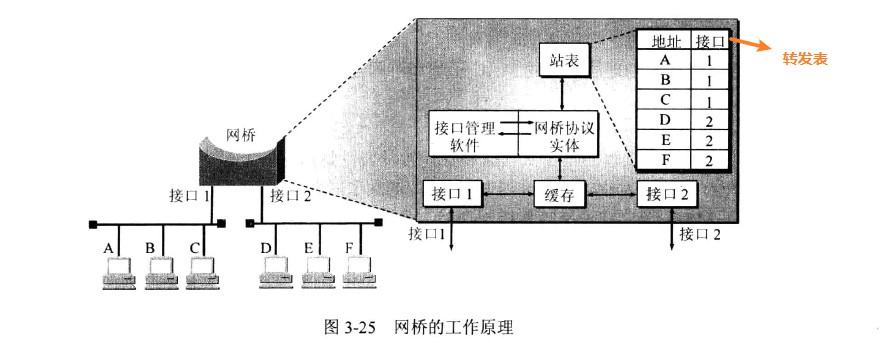 网桥
接口 1
接口 2
A
B
C
D
E
F
站表
接口管理
软件
网桥协议
实体
接口 1
缓存
接口 2
接口1
接口 2
地址 接口
A 1
B 1
C 1
D 2
E 2
F 2
转发表
图 3-25 网桥的工作原理